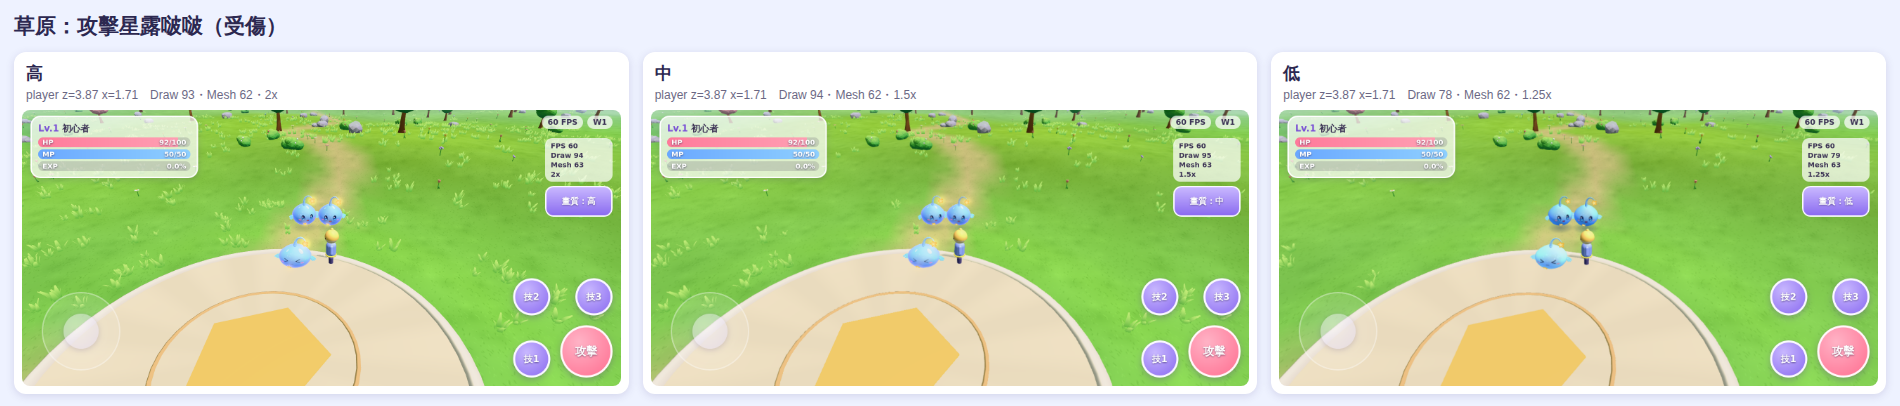 草原：攻擊星露啵啵（受傷）
高
player z=3.87 x=1.71 Draw 93・Mesh 62・2x
Lv.1 初心者
HP 92/100
MP 50/50
EXP 0.0%
60 FPS W1
FPS 60
Draw 94
Mesh 63
2x
畫質：高
技2 技3
技1 攻擊
中
player z=3.87 x=1.71 Draw 94・Mesh 62・1.5x
Lv.1 初心者
HP 92/100
MP 50/50
EXP 0.0%
60 FPS W1
FPS 60
Draw 95
Mesh 63
1.5x
畫質：中
技2 技3
技1 攻擊
低
player z=3.87 x=1.71 Draw 78・Mesh 62・1.25x
Lv.1 初心者
HP 92/100
MP 50/50
EXP 0.0%
60 FPS W1
FPS 60
Draw 79
Mesh 63
1.25x
畫質：低
技2 技3
技1 攻擊